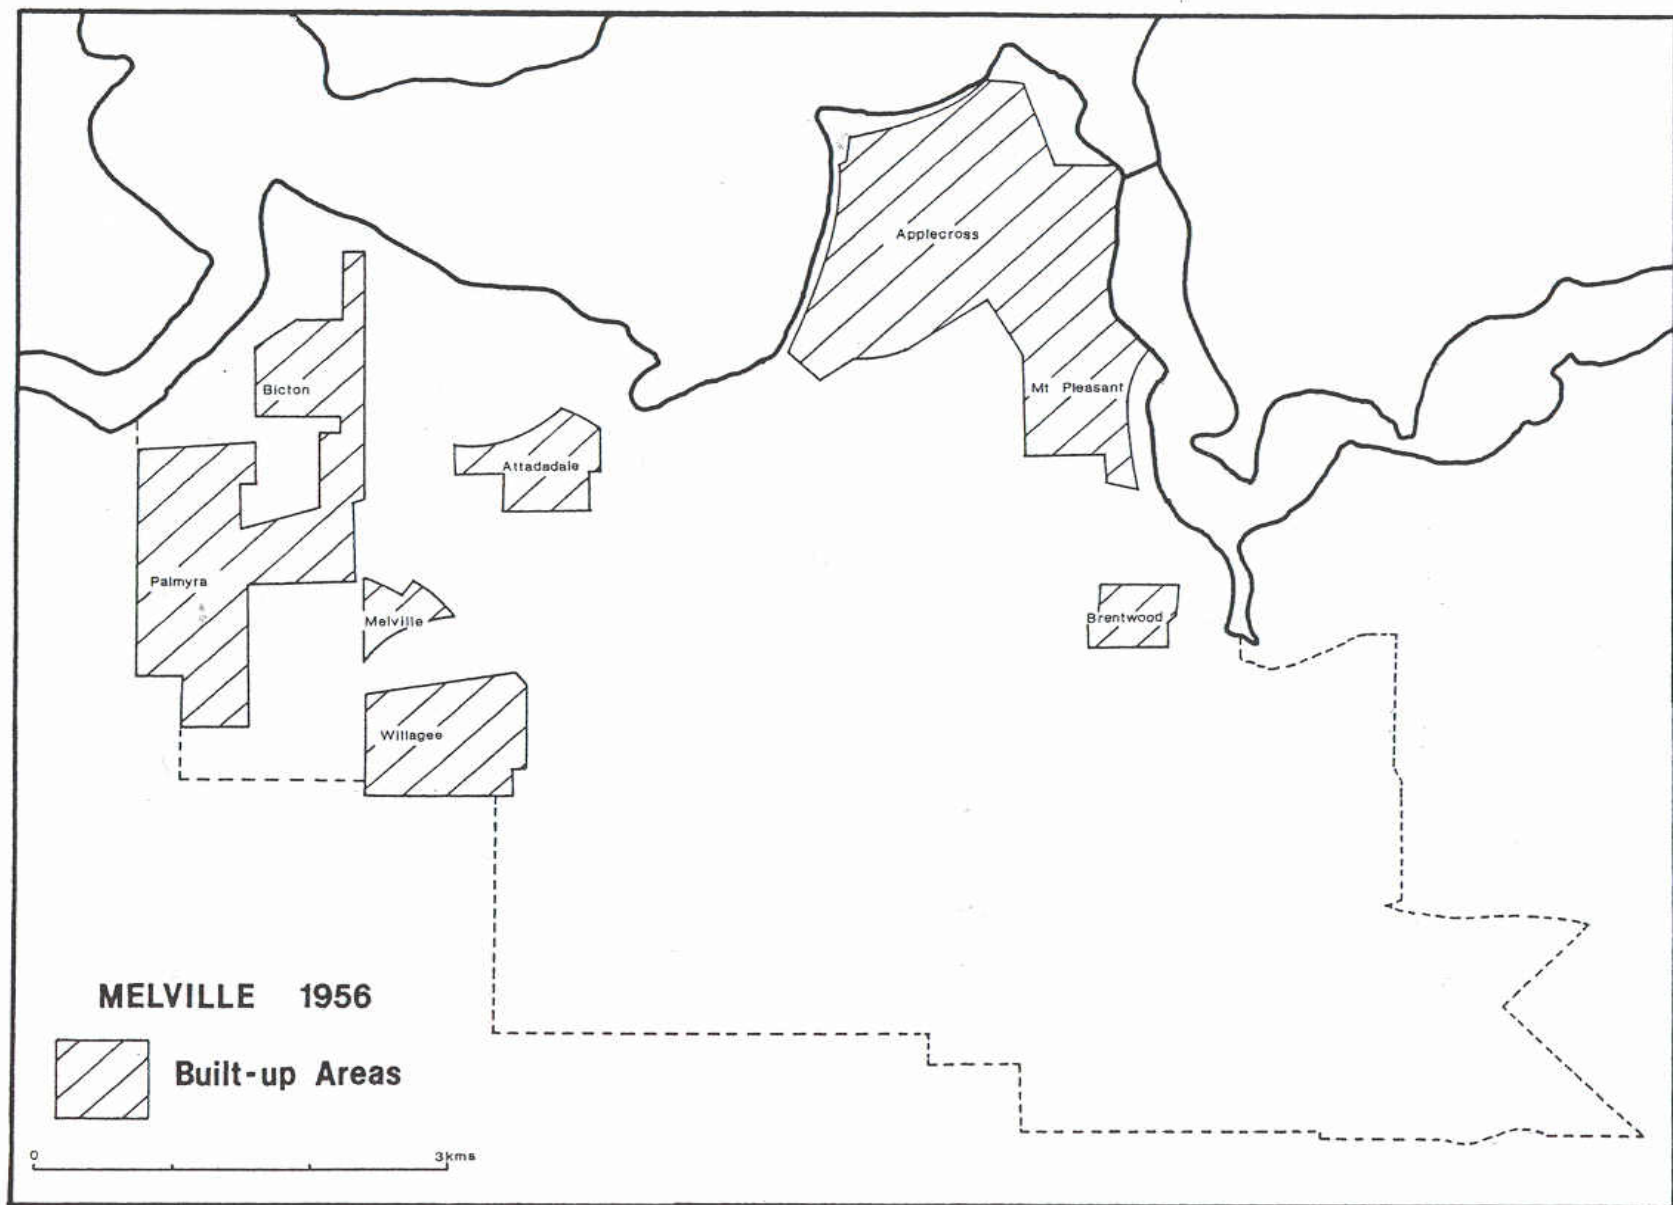 Applecross
Bicton
Mt Pleasant
Attadadale
Palmyra
Melville
Brentwood
Willagee
MELVILLE 1956
Built-up Areas
0 3kms